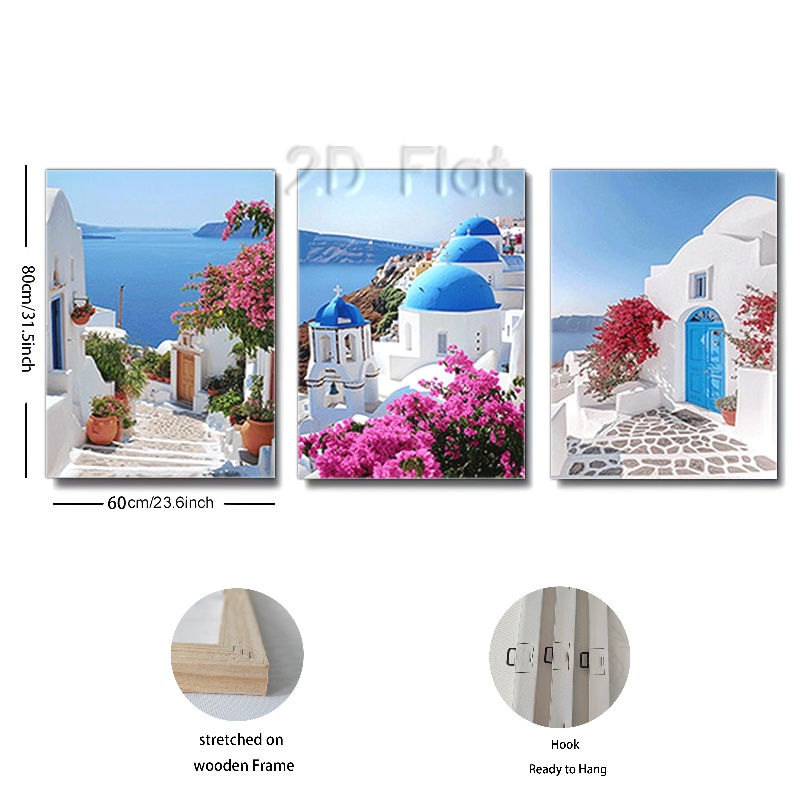 2D Flat
80cm/31.5inch
60cm/23.6inch
stretched on
wooden Frame
Hook
Ready to Hang